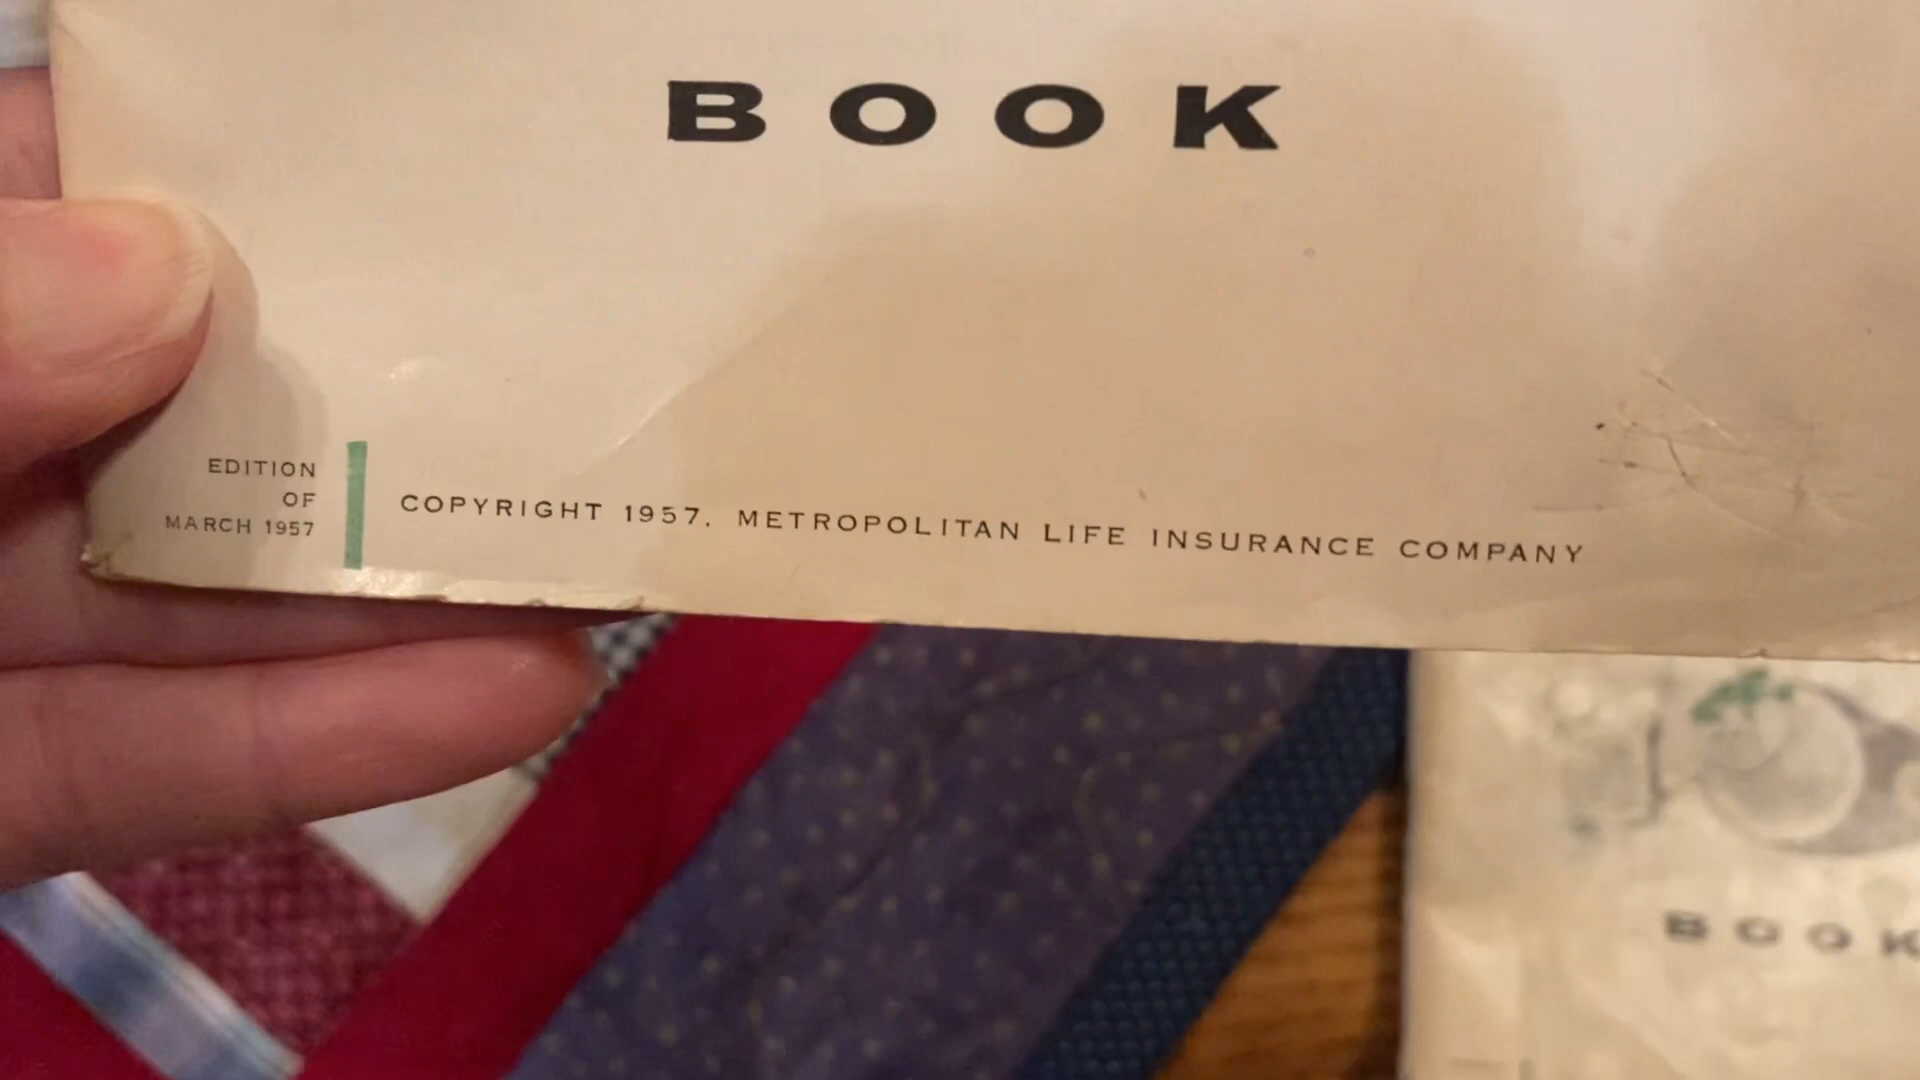 BOOK
EDITION
OF
MARCH 1957
COPYRIGHT 1957, METROPOLITAN LIFE INSURANCE COMPANY
BOOK